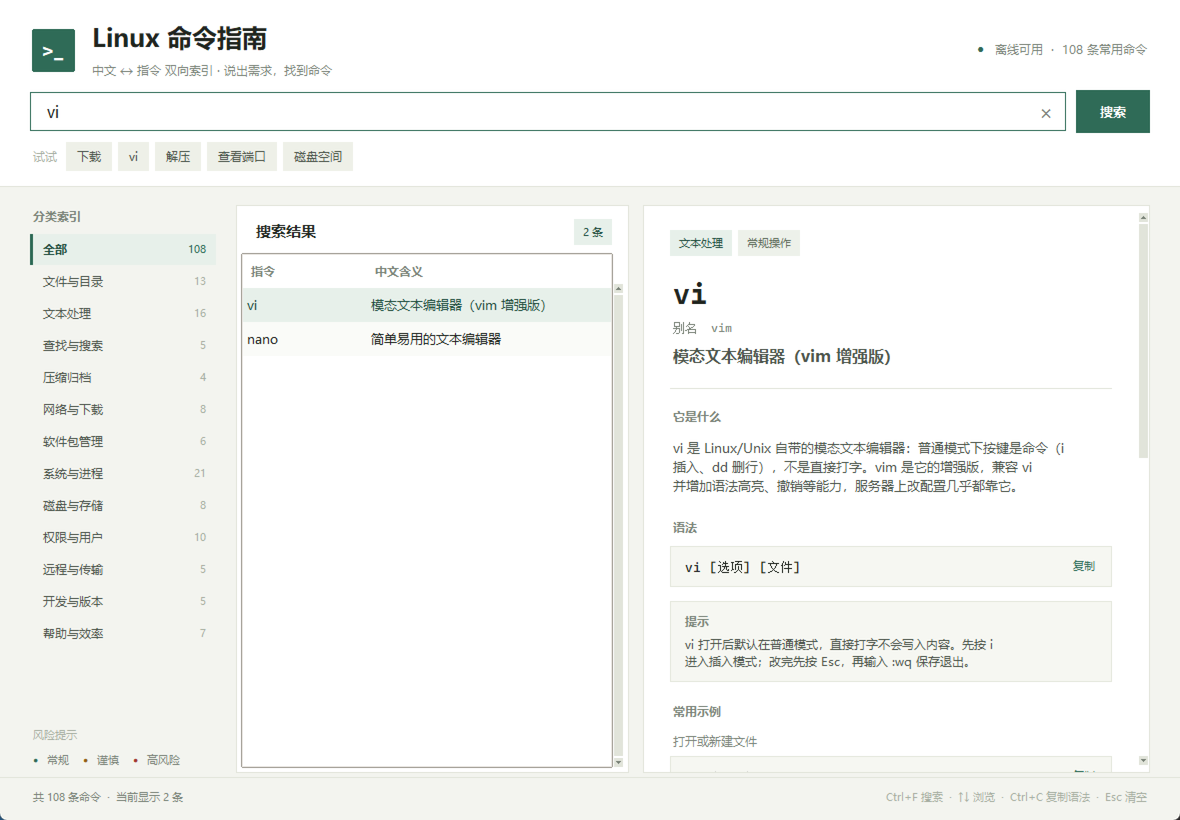 >_
Linux 命令指南
中文 ↔ 指令 双向索引 · 说出需求，找到命令
● 离线可用 · 108 条常用命令
vi ×
搜索
试试 下载 vi 解压 查看端口 磁盘空间
分类索引
全部 108
文件与目录 13
文本处理 16
查找与搜索 5
压缩归档 4
网络与下载 8
软件包管理 6
系统与进程 21
磁盘与存储 8
权限与用户 10
远程与传输 5
开发与版本 5
帮助与效率 7
风险提示
● 常规 ● 谨慎 ● 高风险
搜索结果 2 条
指令 中文含义
vi 模态文本编辑器（vim 增强版）
nano 简单易用的文本编辑器
文本处理 常规操作
vi
别名 vim
模态文本编辑器（vim 增强版）
它是什么
vi 是 Linux/Unix 自带的模态文本编辑器：普通模式下按键是命令（i
插入、dd 删行），不是直接打字。vim 是它的增强版，兼容 vi
并增加语法高亮、撤销等能力，服务器上改配置几乎都靠它。
语法
vi [选项] [文件] 复制
提示
vi 打开后默认在普通模式，直接打字不会写入内容。先按 i
进入插入模式；改完先按 Esc，再输入 :wq 保存退出。
常用示例
打开或新建文件
共 108 条命令 · 当前显示 2 条
Ctrl+F 搜索 · ↑↓ 浏览 · Ctrl+C 复制语法 · Esc 清空